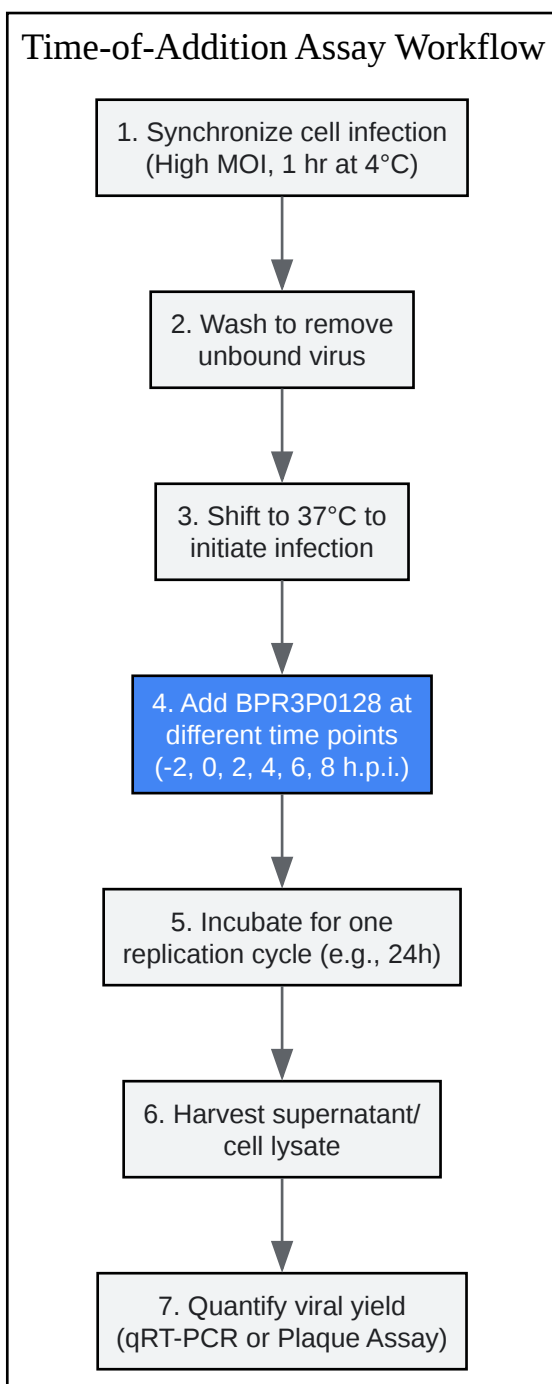 Time-of-Addition Assay Workflow
1. Synchronize cell infection
(High MOI, 1 hr at 4°C)
2. Wash to remove
unbound virus
3. Shift to 37°C to
initiate infection
4. Add BPR3P0128 at
different time points
(-2, 0, 2, 4, 6, 8 h.p.i.)
5. Incubate for one
replication cycle (e.g., 24h)
6. Harvest supernatant/
cell lysate
7. Quantify viral yield
(qRT-PCR or Plaque Assay)